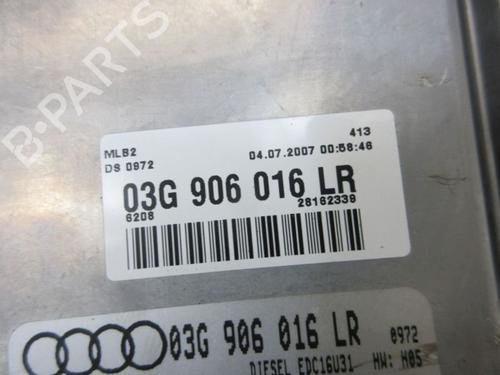 B-PARTS
413
MLB2
04.07.2007 00:58:46
DS 0972
03G 906 016 LR
6208 28162339
03G 906 016 LR 0972
DIESEL EDC16U31 HW: H05